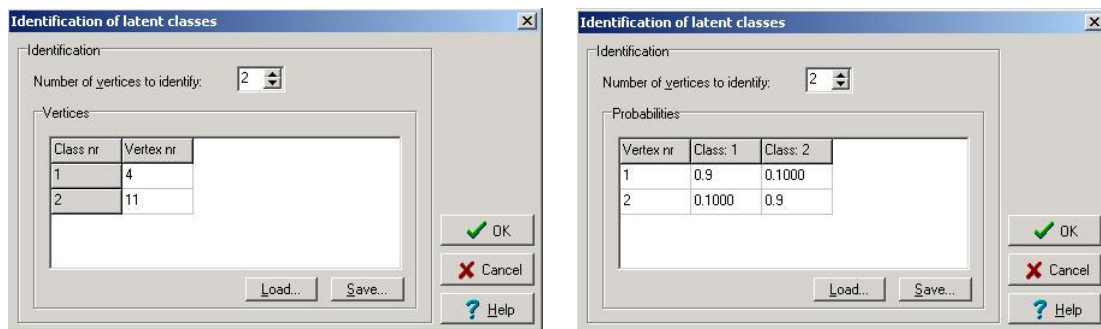 Identification of latent classes
Identification
Number of vertices to identify: 2
Vertices
Class nr Vertex nr
1 4
2 11
OK
Cancel
Load... Save...
Help
Identification of latent classes
Identification
Number of vertices to identify: 2
Probabilities
Vertex nr Class: 1 Class: 2
1 0.9 0.1000
2 0.1000 0.9
OK
Cancel
Load... Save...
Help